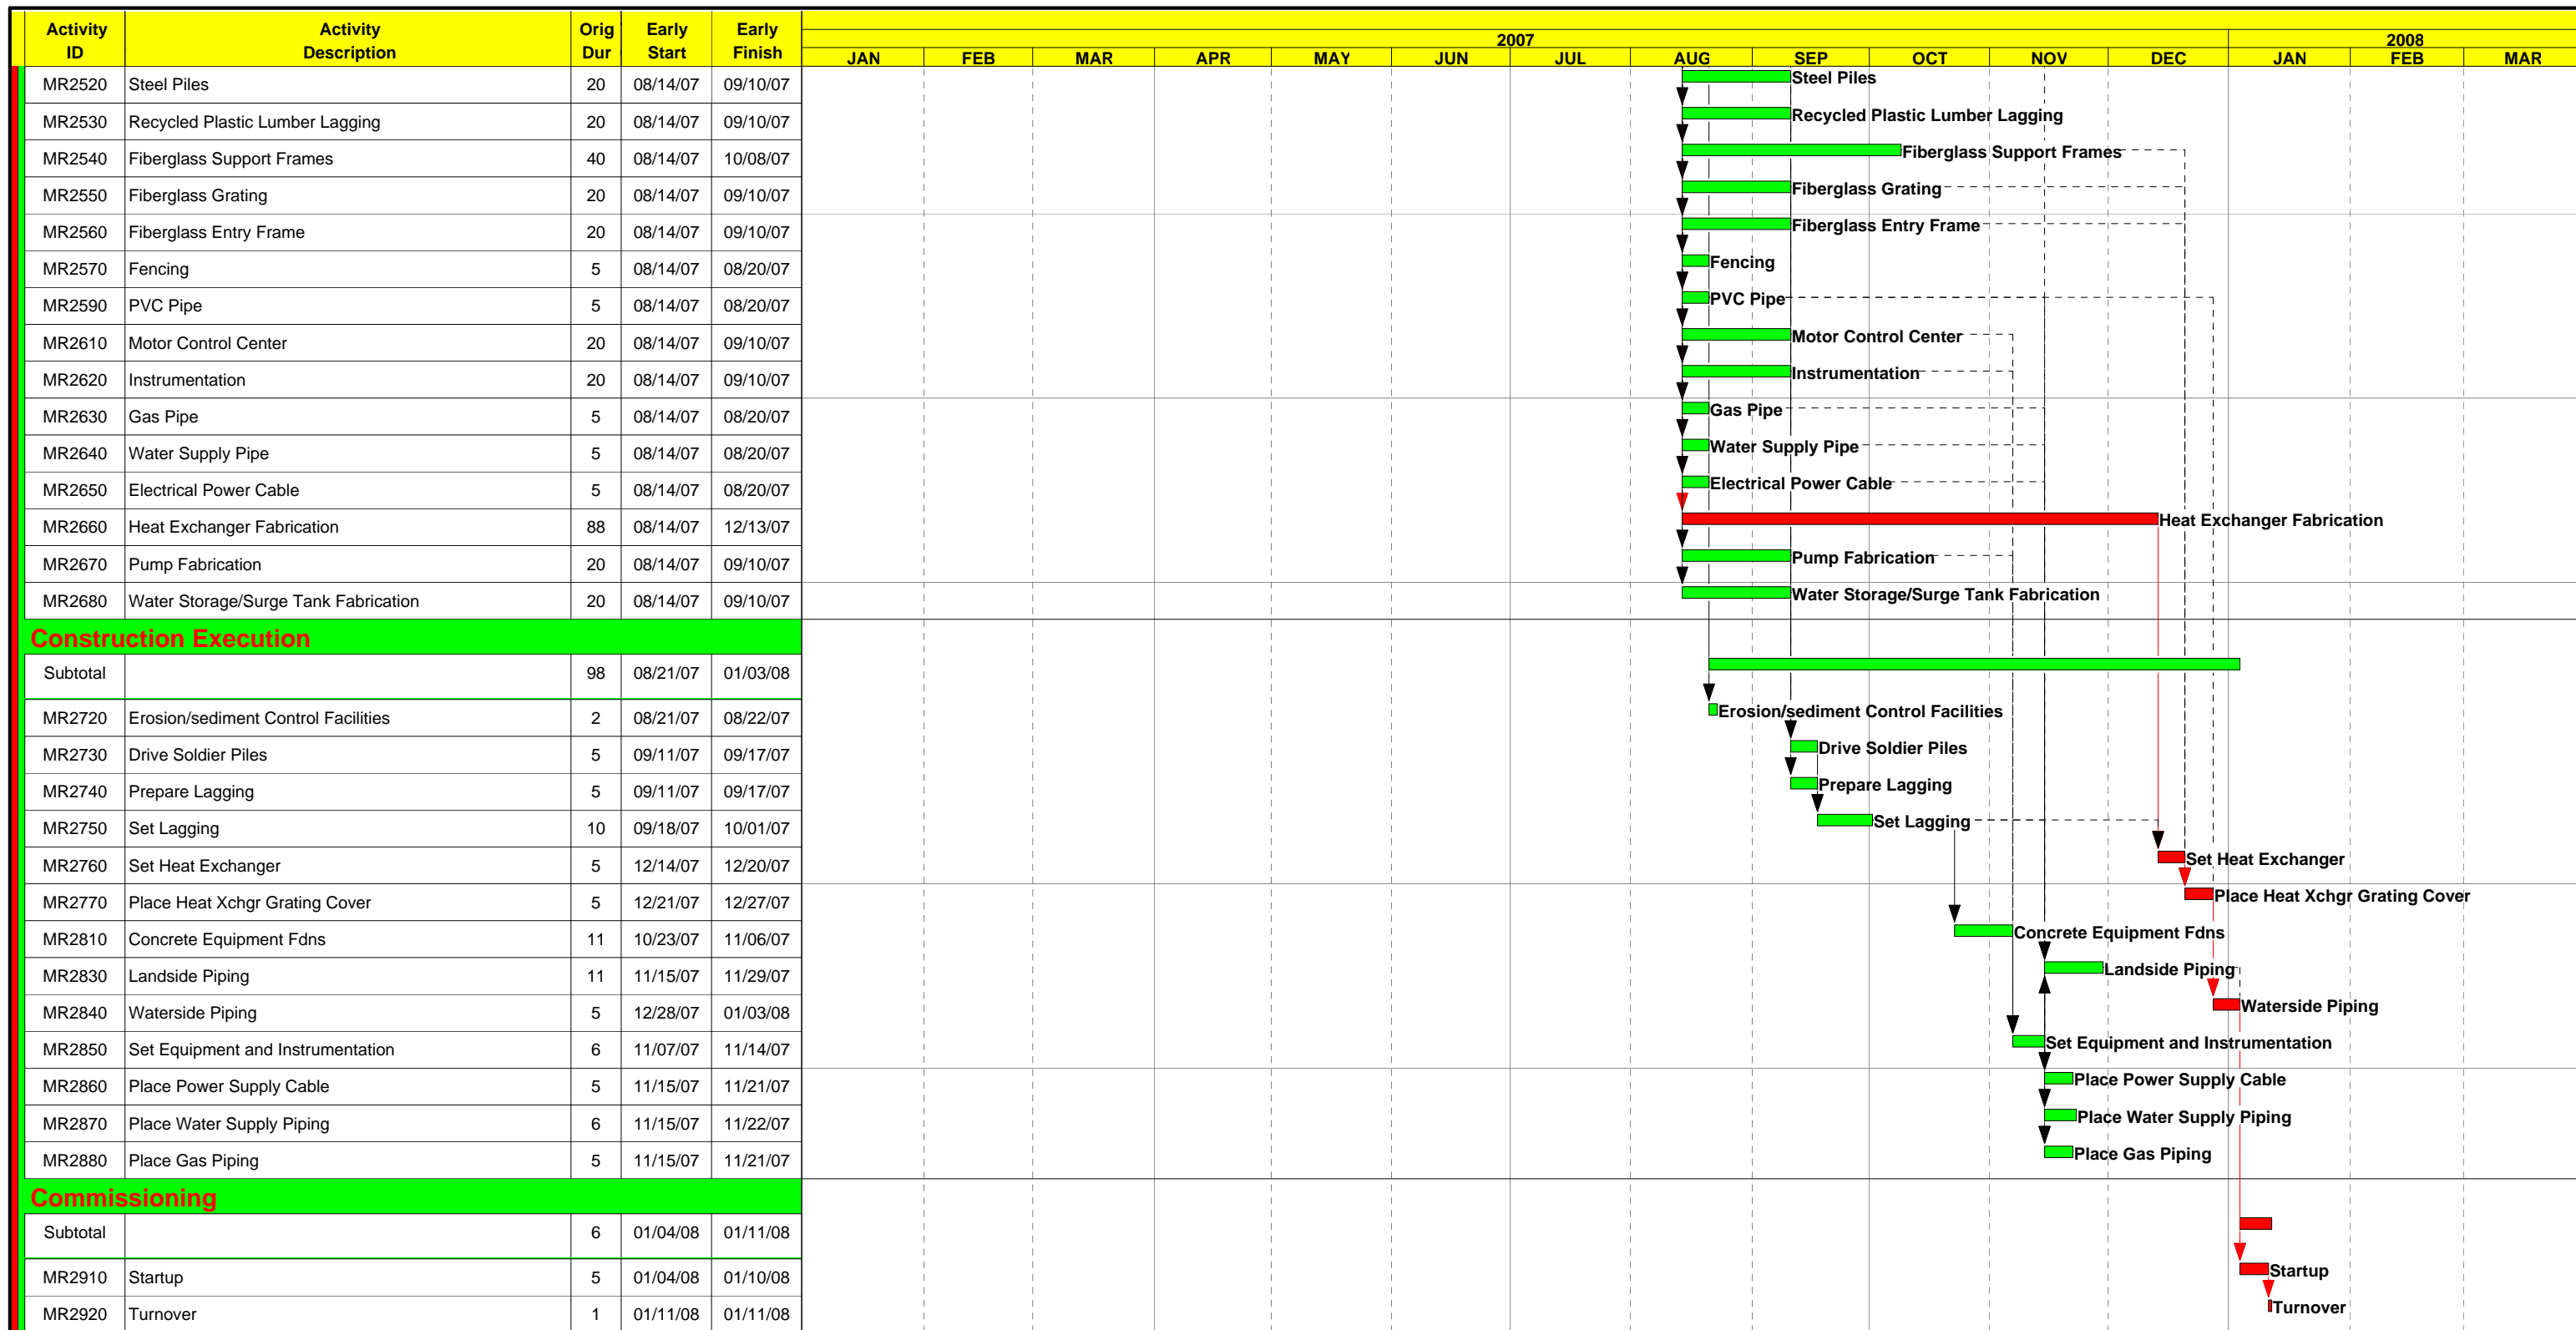 Activity Activity Orig Early Early
ID Description Dur Start Finish
2007 2008
JAN FEB MAR APR MAY JUN JUL AUG SEP OCT NOV DEC JAN FEB MAR
MR2520 Steel Piles 20 08/14/07 09/10/07 Steel Piles
MR2530 Recycled Plastic Lumber Lagging 20 08/14/07 09/10/07 Recycled Plastic Lumber Lagging
MR2540 Fiberglass Support Frames 40 08/14/07 10/08/07 Fiberglass Support Frames
MR2550 Fiberglass Grating 20 08/14/07 09/10/07 Fiberglass Grating
MR2560 Fiberglass Entry Frame 20 08/14/07 09/10/07 Fiberglass Entry Frame
MR2570 Fencing 5 08/14/07 08/20/07 Fencing
MR2590 PVC Pipe 5 08/14/07 08/20/07 PVC Pipe
MR2610 Motor Control Center 20 08/14/07 09/10/07 Motor Control Center
MR2620 Instrumentation 20 08/14/07 09/10/07 Instrumentation
MR2630 Gas Pipe 5 08/14/07 08/20/07 Gas Pipe
MR2640 Water Supply Pipe 5 08/14/07 08/20/07 Water Supply Pipe
MR2650 Electrical Power Cable 5 08/14/07 08/20/07 Electrical Power Cable
MR2660 Heat Exchanger Fabrication 88 08/14/07 12/13/07 Heat Exchanger Fabrication
MR2670 Pump Fabrication 20 08/14/07 09/10/07 Pump Fabrication
MR2680 Water Storage/Surge Tank Fabrication 20 08/14/07 09/10/07 Water Storage/Surge Tank Fabrication
Construction Execution
Subtotal 98 08/21/07 01/03/08
MR2720 Erosion/sediment Control Facilities 2 08/21/07 08/22/07 Erosion/sediment Control Facilities
MR2730 Drive Soldier Piles 5 09/11/07 09/17/07 Drive Soldier Piles
MR2740 Prepare Lagging 5 09/11/07 09/17/07 Prepare Lagging
MR2750 Set Lagging 10 09/18/07 10/01/07 Set Lagging
MR2760 Set Heat Exchanger 5 12/14/07 12/20/07 Set Heat Exchanger
MR2770 Place Heat Xchgr Grating Cover 5 12/21/07 12/27/07 Place Heat Xchgr Grating Cover
MR2810 Concrete Equipment Fdns 11 10/23/07 11/06/07 Concrete Equipment Fdns
MR2830 Landside Piping 11 11/15/07 11/29/07 Landside Piping
MR2840 Waterside Piping 5 12/28/07 01/03/08 Waterside Piping
MR2850 Set Equipment and Instrumentation 6 11/07/07 11/14/07 Set Equipment and Instrumentation
MR2860 Place Power Supply Cable 5 11/15/07 11/21/07 Place Power Supply Cable
MR2870 Place Water Supply Piping 6 11/15/07 11/22/07 Place Water Supply Piping
MR2880 Place Gas Piping 5 11/15/07 11/21/07 Place Gas Piping
Commissioning
Subtotal 6 01/04/08 01/11/08
MR2910 Startup 5 01/04/08 01/10/08 Startup
MR2920 Turnover 1 01/11/08 01/11/08 Turnover